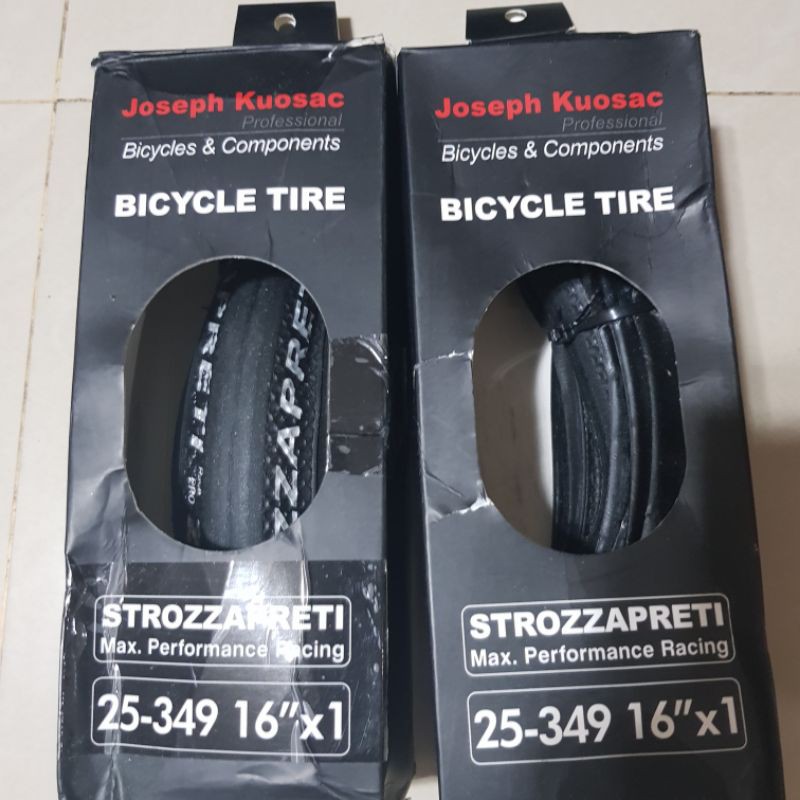 Joseph Kuosac
Professional
Bicycles & Components
BICYCLE TIRE
STROZZAPRETI
Max. Performance Racing
25-349 16"x1
Joseph Kuosac
Professional
Bicycles & Components
BICYCLE TIRE
STROZZAPRETI
Max. Performance Racing
25-349 16"x1